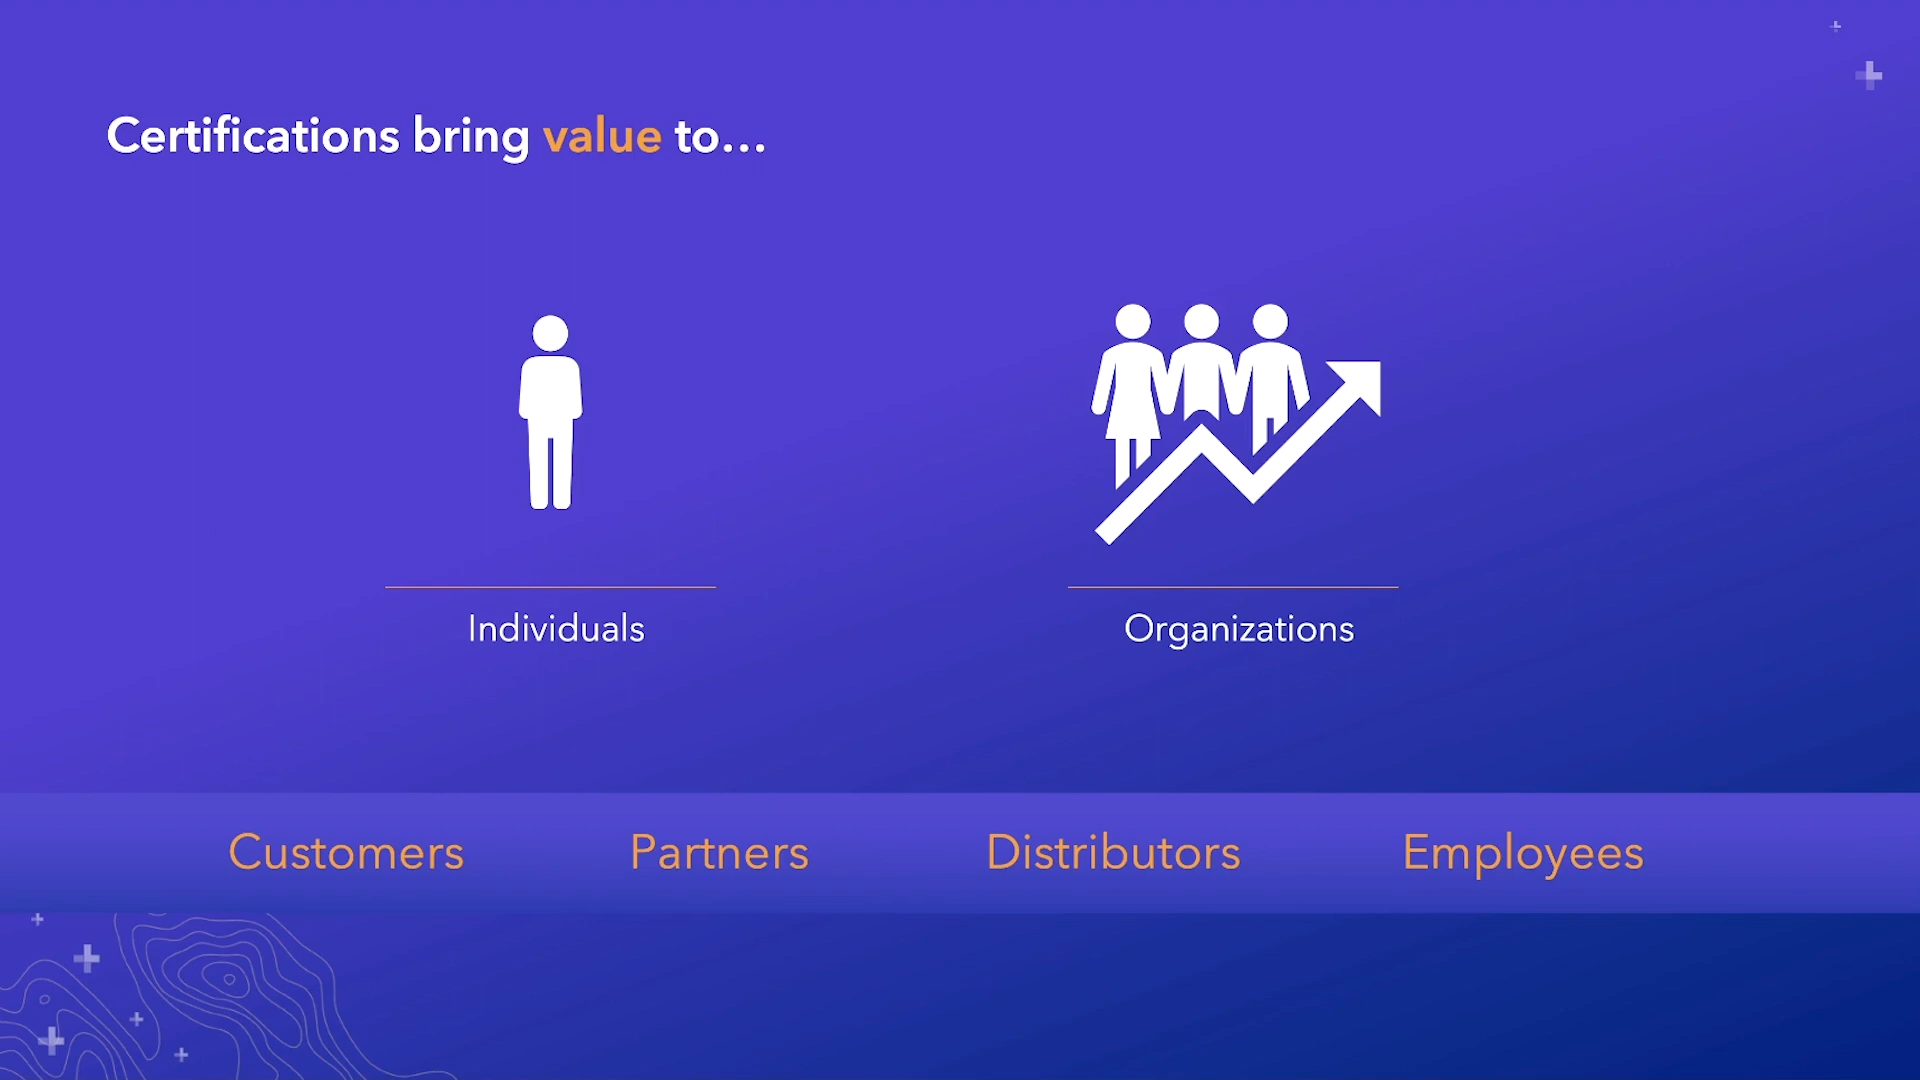 Certifications bring value to...
Individuals
Organizations
Customers Partners Distributors Employees